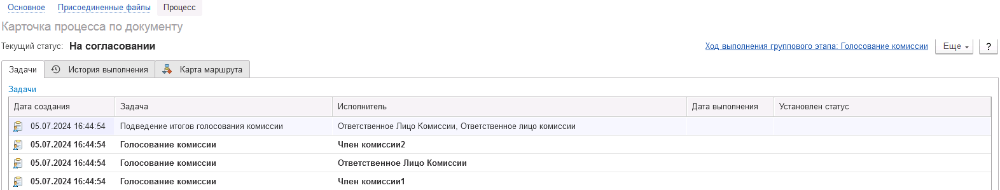 Основное Присоединенные файлы Процесс
Карточка процесса по документу
Текущий статус: На согласовании Ход выполнения группового этапа: Голосование комиссии Еще ?
Задачи История выполнения Карта маршрута
Задачи
Дата создания Задача Исполнитель Дата выполнения Установлен статус
05.07.2024 16:44:54 Подведение итогов голосования комиссии Ответственное Лицо Комиссии, Ответственное лицо комиссии
05.07.2024 16:44:54 Голосование комиссии Член комиссии2
05.07.2024 16:44:54 Голосование комиссии Ответственное Лицо Комиссии
05.07.2024 16:44:54 Голосование комиссии Член комиссии1